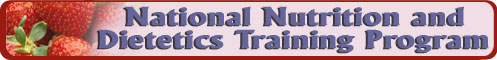 National Nutrition and
Dietetics Training Program